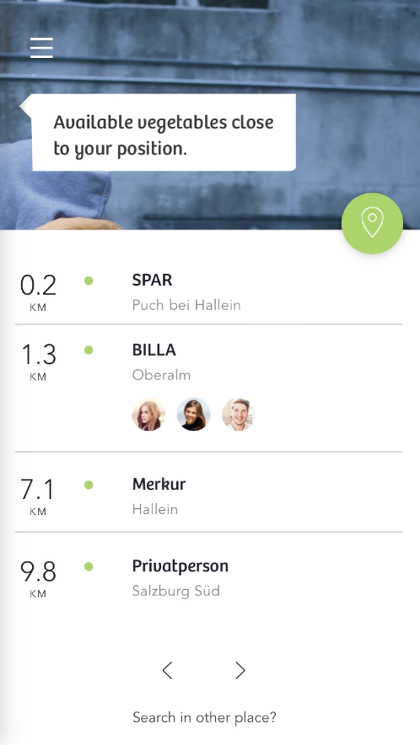 Available vegetables close
to your position.
0.2
KM
SPAR
Puch bei Hallein
1.3
KM
BILLA
Oberalm
7.1
KM
Merkur
Hallein
9.8
KM
Privatperson
Salzburg Süd
Search in other place?